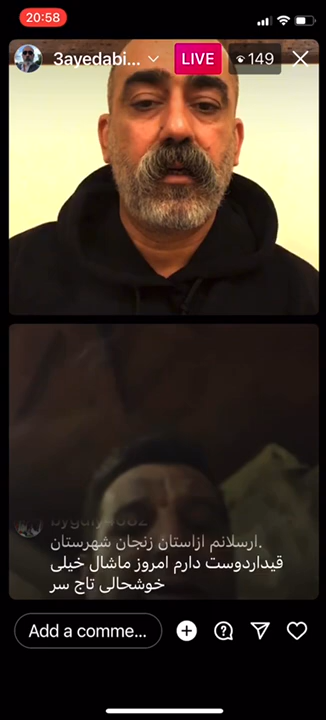 20:58
3ayedabi... LIVE 149
.ارسلانم ازاستان زنجان شهرستان
قیداردوست دارم امروز ماشال خیلی
خوشحالی تاج سر
Add a comme...